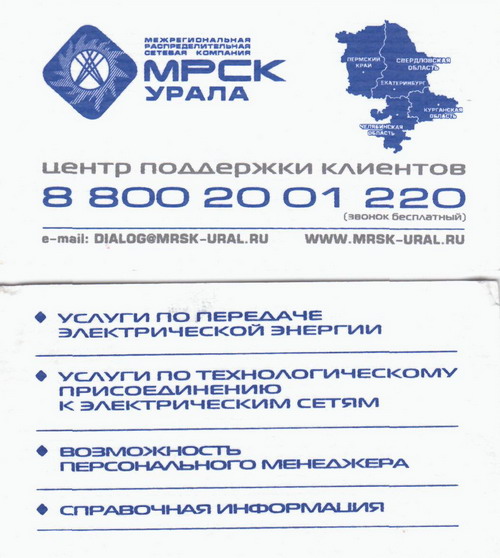 МЕЖРЕГИОНАЛЬНАЯ
РАСПРЕДЕЛИТЕЛЬНАЯ
СЕТЕВАЯ КОМПАНИЯ
МРСК
УРАЛА
ПЕРМСКИЙ
КРАЙ
СВЕРДЛОВСКАЯ
ОБЛАСТЬ
ЕКАТЕРИНБУРГ
КУРГАНСКАЯ
ОБЛАСТЬ
ЧЕЛЯБИНСКАЯ
ОБЛАСТЬ
центр поддержки клиентов
8 800 20 01 220
(звонок бесплатный)
e-mail: DIALOG@MRSK-URAL.RU WWW.MRSK-URAL.RU
УСЛУГИ ПО ПЕРЕДАЧЕ
ЭЛЕКТРИЧЕСКОЙ ЭНЕРГИИ
УСЛУГИ ПО ТЕХНОЛОГИЧЕСКОМУ
ПРИСОЕДИНЕНИЮ
К ЭЛЕКТРИЧЕСКИМ СЕТЯМ
ВОЗМОЖНОСТЬ
ПЕРСОНАЛЬНОГО МЕНЕДЖЕРА
СПРАВОЧНАЯ ИНФОРМАЦИЯ